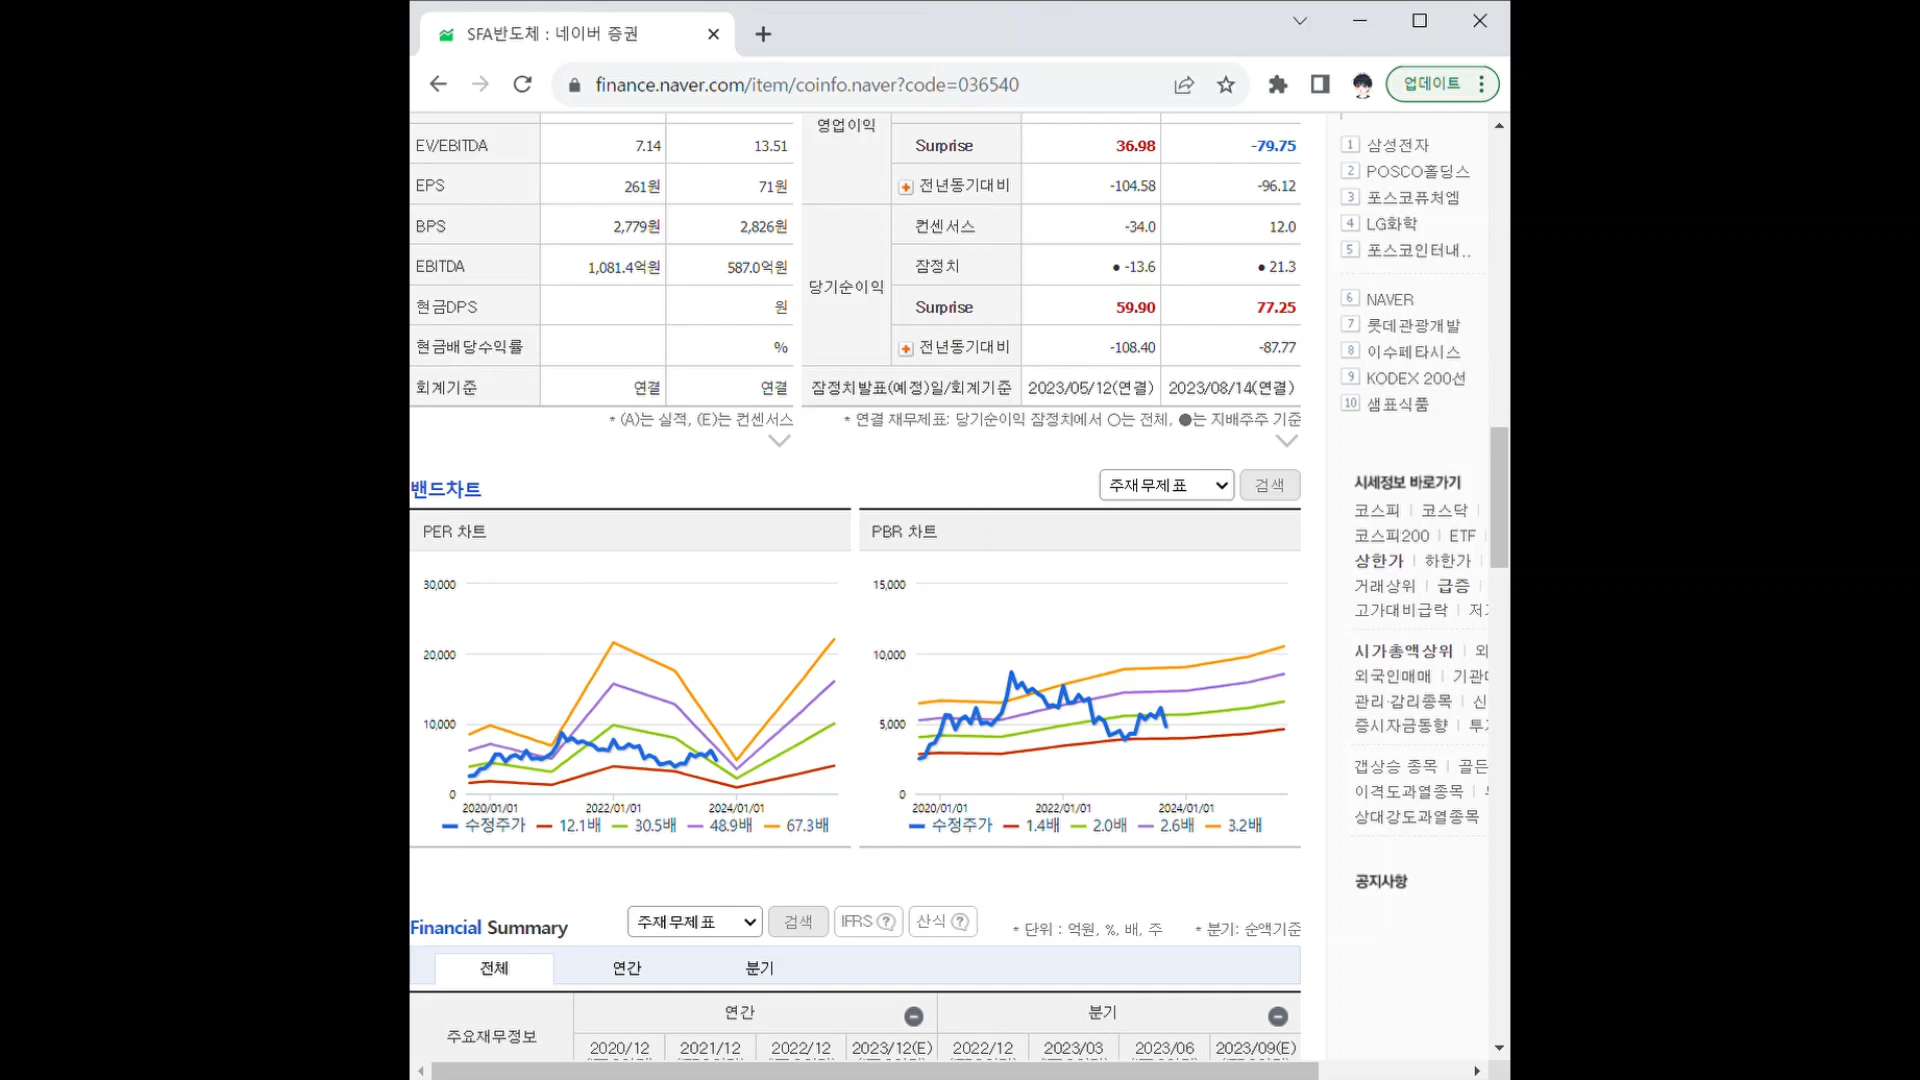 SFA반도체 : 네이버 증권
finance.naver.com/item/coinfo.naver?code=036540
업데이트
EV/EBITDA 7.14 13.51
EPS 261원 71원
BPS 2,779원 2,826원
EBITDA 1,081.4억원 587.0억원
현금DPS 원
현금배당수익률 %
회계기준 연결 연결
* (A)는 실적, (E)는 컨센서스
영업이익
Surprise 36.98 -79.75
전년동기대비 -104.58 -96.12
당기순이익
컨센서스 -34.0 12.0
잠정치 ● -13.6 ● 21.3
Surprise 59.90 77.25
전년동기대비 -108.40 -87.77
잠정치발표(예정)일/회계기준 2023/05/12(연결) 2023/08/14(연결)
* 연결 재무제표: 당기순이익 잠정치에서 ○는 전체, ●는 지배주주 기준
밴드차트
주재무제표 검색
PER 차트
30,000
20,000
10,000
0
2020/01/01 2022/01/01 2024/01/01
수정주가 12.1배 30.5배 48.9배 67.3배
PBR 차트
15,000
10,000
5,000
0
2020/01/01 2022/01/01 2024/01/01
수정주가 1.4배 2.0배 2.6배 3.2배
Financial Summary
주재무제표 검색 IFRS ? 산식 ?
* 단위 : 억원, %, 배, 주 * 분기: 순액기준
전체 연간 분기
주요재무정보
연간 분기
2020/12 2021/12 2022/12 2023/12(E) 2022/12 2023/03 2023/06 2023/09(E)
1 삼성전자
2 POSCO홀딩스
3 포스코퓨처엠
4 LG화학
5 포스코인터내..
6 NAVER
7 롯데관광개발
8 이수페타시스
9 KODEX 200선
10 샘표식품
시세정보 바로가기
코스피 코스닥
코스피200 ETF
상한가 하한가
거래상위 급증
고가대비급락
시가총액상위 외
외국인매매
관리·감리종목 신
증시자금동향
갭상승 종목 골든
이격도과열종목
상대강도과열종목
공지사항